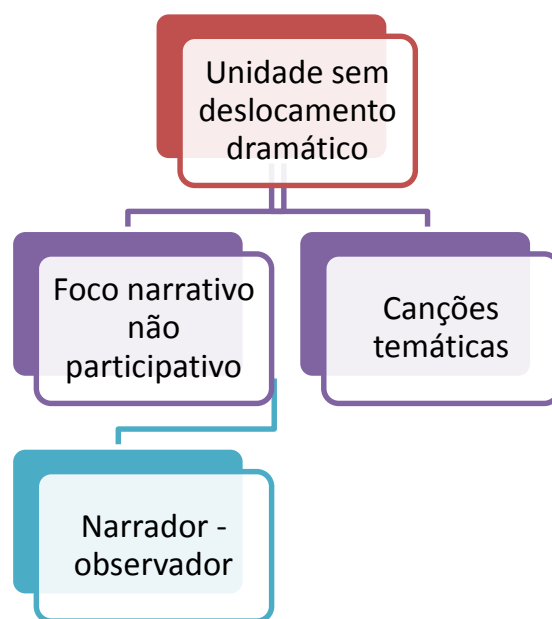 Unidade sem
deslocamento
dramático
Foco narrativo
não
participativo
Canções
temáticas
Narrador -
observador